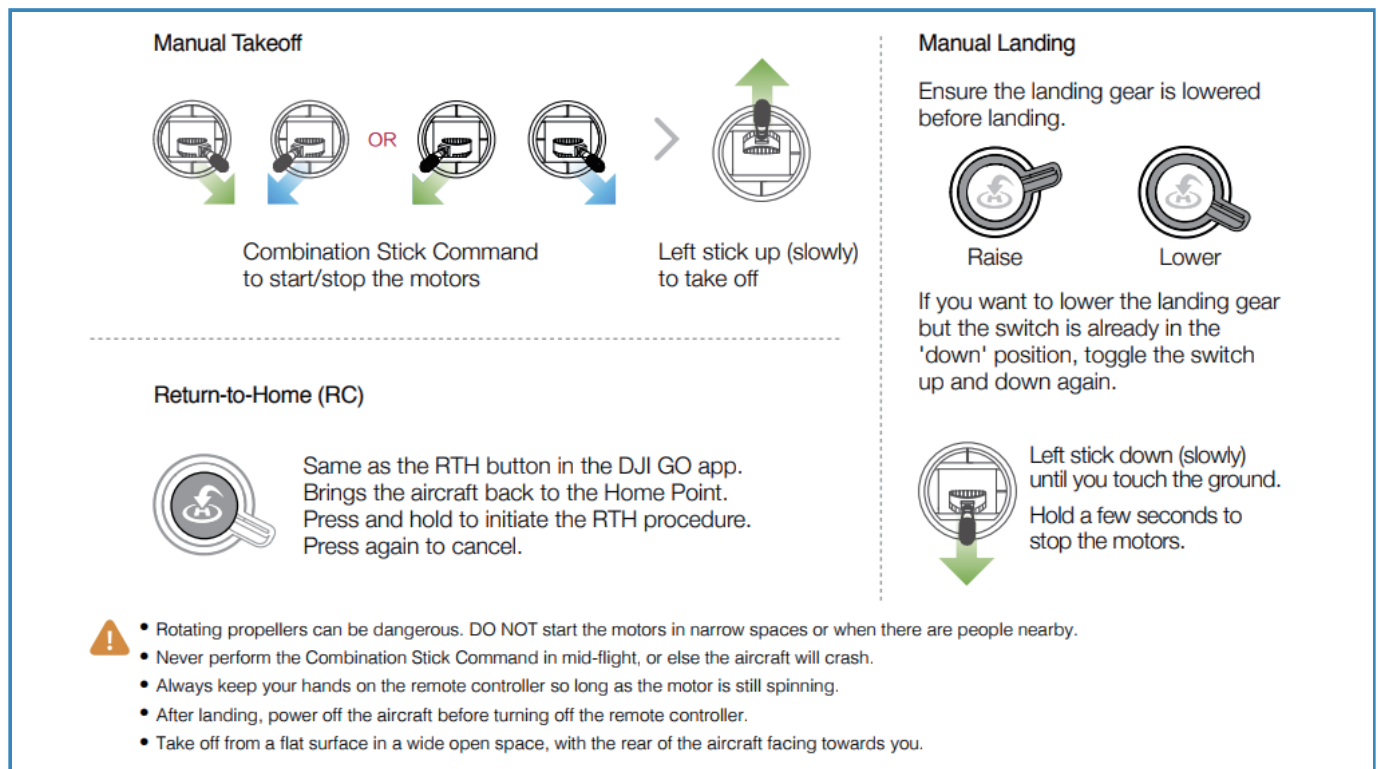 Manual Takeoff
OR
Combination Stick Command
to start/stop the motors
Left stick up (slowly)
to take off
Return-to-Home (RC)
Same as the RTH button in the DJI GO app.
Brings the aircraft back to the Home Point.
Press and hold to initiate the RTH procedure.
Press again to cancel.
Manual Landing
Ensure the landing gear is lowered
before landing.
Raise
Lower
If you want to lower the landing gear
but the switch is already in the
'down' position, toggle the switch
up and down again.
Left stick down (slowly)
until you touch the ground.
Hold a few seconds to
stop the motors.
• Rotating propellers can be dangerous. DO NOT start the motors in narrow spaces or when there are people nearby.
• Never perform the Combination Stick Command in mid-flight, or else the aircraft will crash.
• Always keep your hands on the remote controller so long as the motor is still spinning.
• After landing, power off the aircraft before turning off the remote controller.
• Take off from a flat surface in a wide open space, with the rear of the aircraft facing towards you.